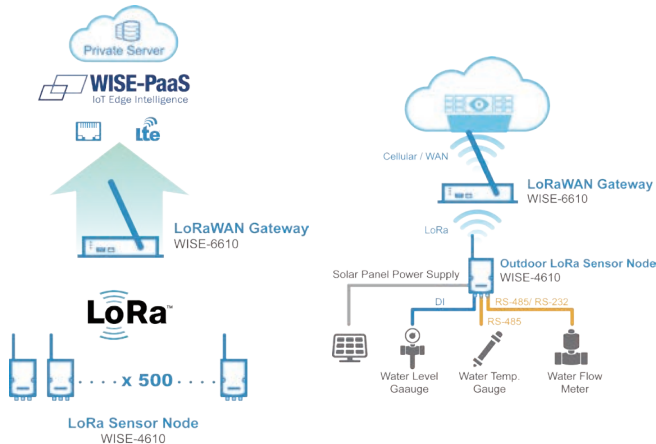 Private Server
WISE-PaaS
IoT Edge Intelligence
lte
LoRaWAN Gateway
WISE-6610
LoRa™
x 500
LoRa Sensor Node
WISE-4610
Cellular / WAN
LoRaWAN Gateway
WISE-6610
LoRa
Outdoor LoRa Sensor Node
WISE-4610
Solar Panel Power Supply
DI
RS-485/ RS-232
RS-485
Water Level
Gaauge
Water Temp.
Gauge
Water Flow
Meter